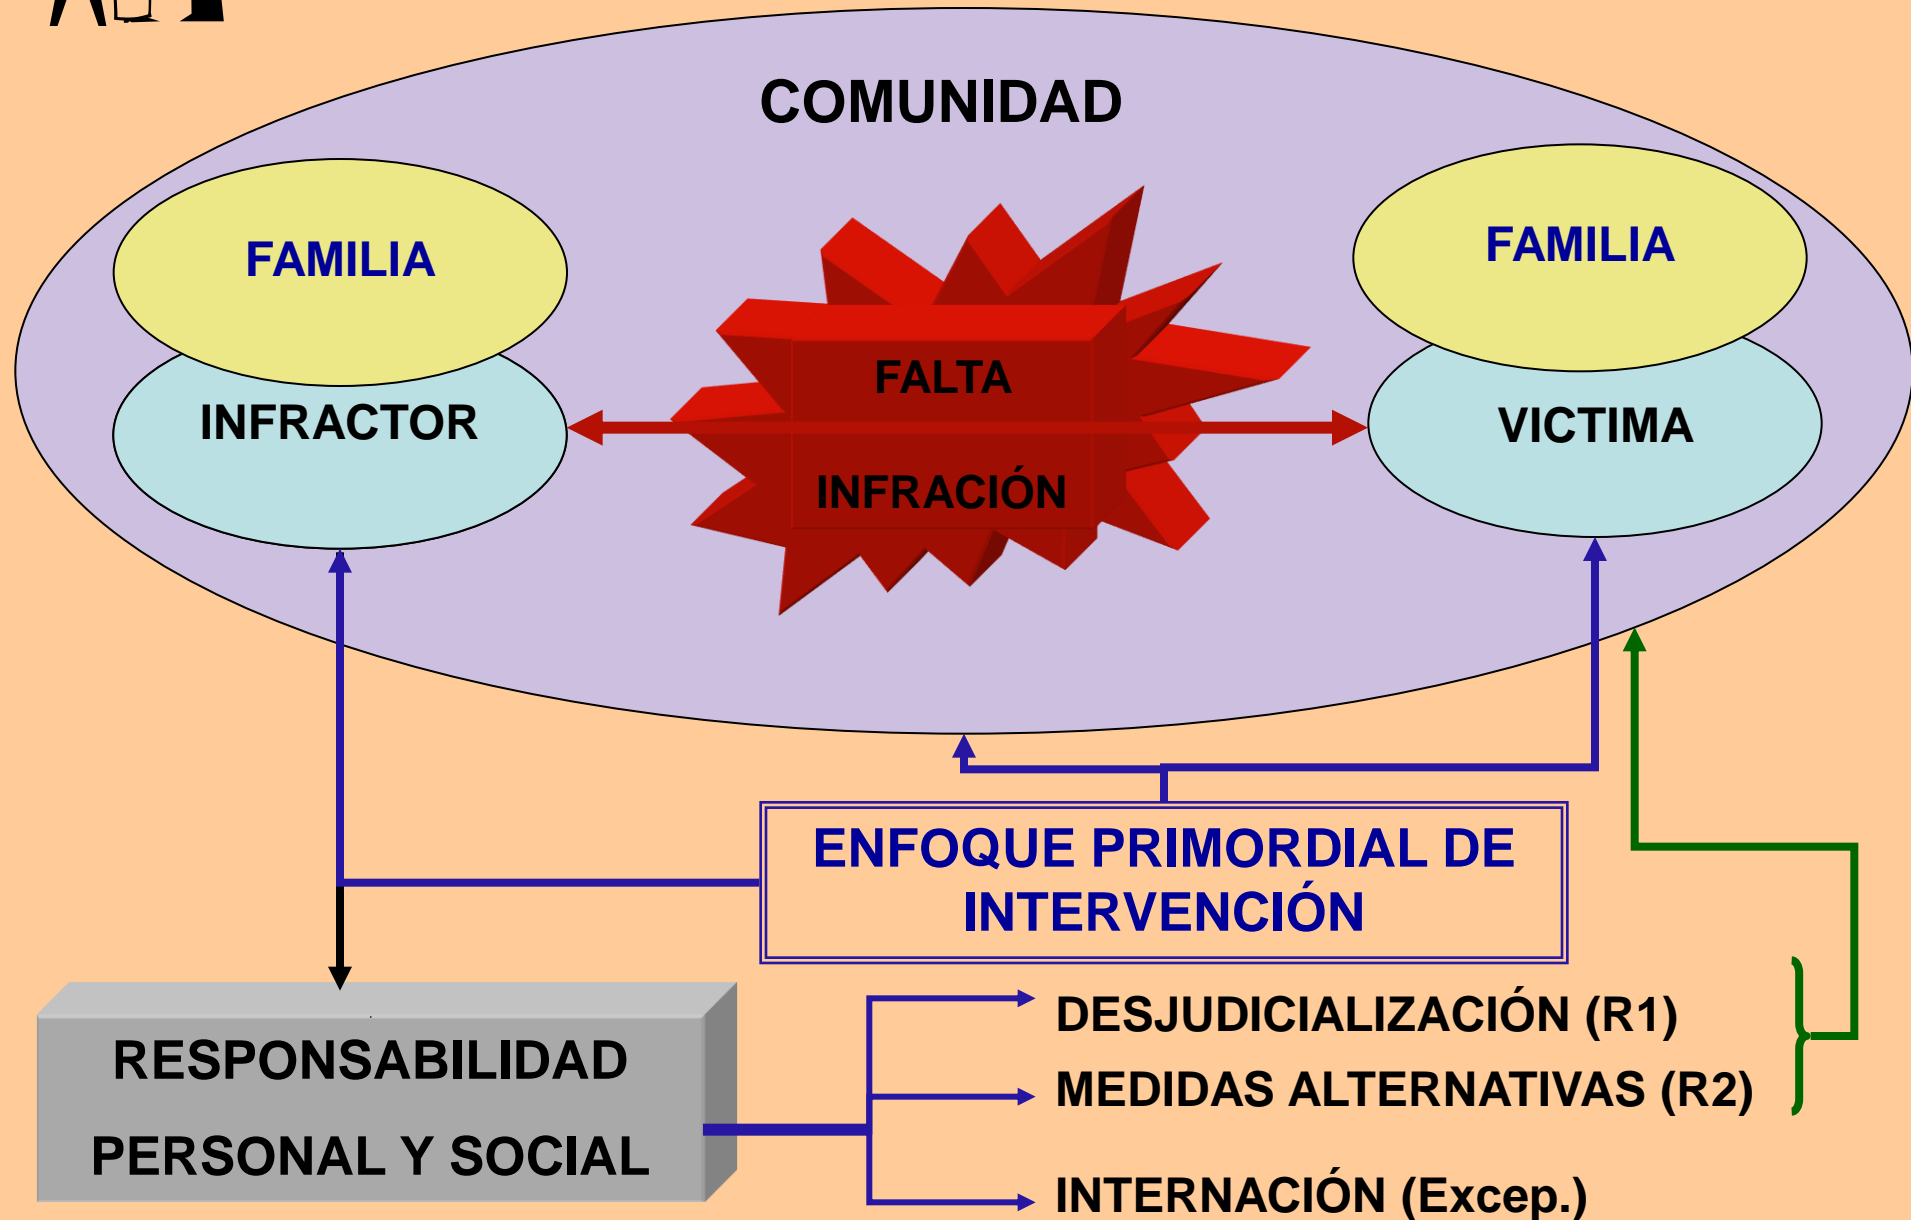 COMUNIDAD
FAMILIA
FAMILIA
INFRACTOR
FALTA
INFRACIÓN
VICTIMA
ENFOQUE PRIMORDIAL DE
INTERVENCIÓN
RESPONSABILIDAD
PERSONAL Y SOCIAL
DESJUDICIALIZACIÓN (R1)
MEDIDAS ALTERNATIVAS (R2)
INTERNACIÓN (Excep.)